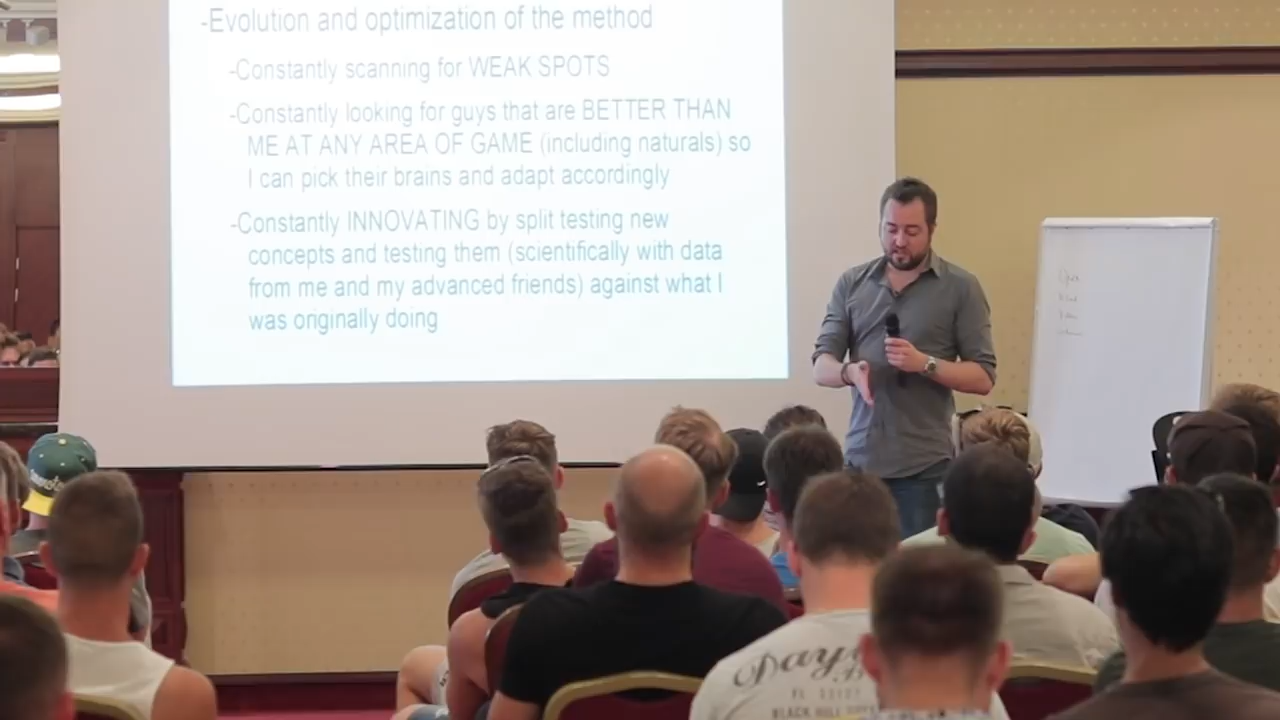 -Evolution and optimization of the method
-Constantly scanning for WEAK SPOTS
-Constantly looking for guys that are BETTER THAN
ME AT ANY AREA OF GAME (including naturals) so
I can pick their brains and adapt accordingly
-Constantly INNOVATING by split testing new
concepts and testing them (scientifically with data
from me and my advanced friends) against what I
was originally doing
Days